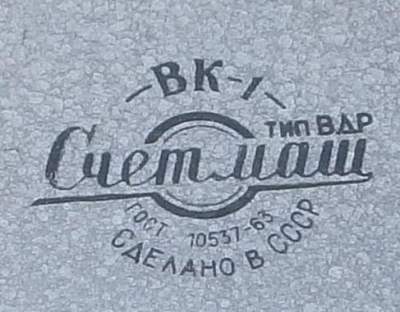 –ВК-1–
ТИП ВДР
Счетмаш
ГОСТ 10537-63
СДЕЛАНО В СССР